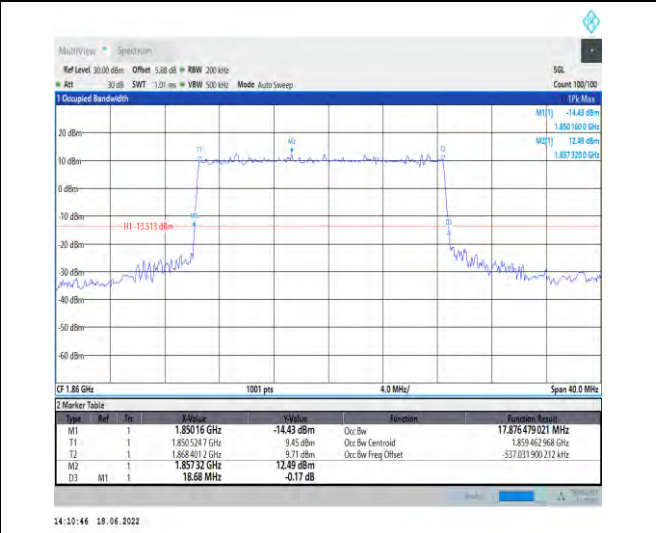 MultiView Spectrum
Ref Level 30.00 dBm Offset 5.88 dB RBW 200 kHz SGL
Att 30 dB SWT 1.01 ms VBW 500 kHz Mode Auto Sweep Count 100/100
1 Occupied Bandwidth 1Pk Max
M1[1] -14.43 dBm
1.850 160 0 GHz
M2[1] 12.49 dBm
1.857 320 0 GHz
20 dBm
M2
T1 T2
10 dBm
0 dBm
-10 dBm
M1
D3
H1 -13.513 dBm
-20 dBm
-30 dBm
-40 dBm
-50 dBm
-60 dBm
CF 1.86 GHz 1001 pts 4.0 MHz/ Span 40.0 MHz
2 Marker Table
Type Ref Trc X-Value Y-Value Function Function Result
M1 1 1.85016 GHz -14.43 dBm Occ Bw 17.876 479 021 MHz
T1 1 1.850 524 7 GHz 9.45 dBm Occ Bw Centroid 1.859 462 968 GHz
T2 1 1.868 401 2 GHz 9.71 dBm Occ Bw Freq Offset -537.031 900 212 kHz
M2 1 1.85732 GHz 12.49 dBm
D3 M1 1 18.68 MHz -0.17 dB
14:10:46 18.06.2022